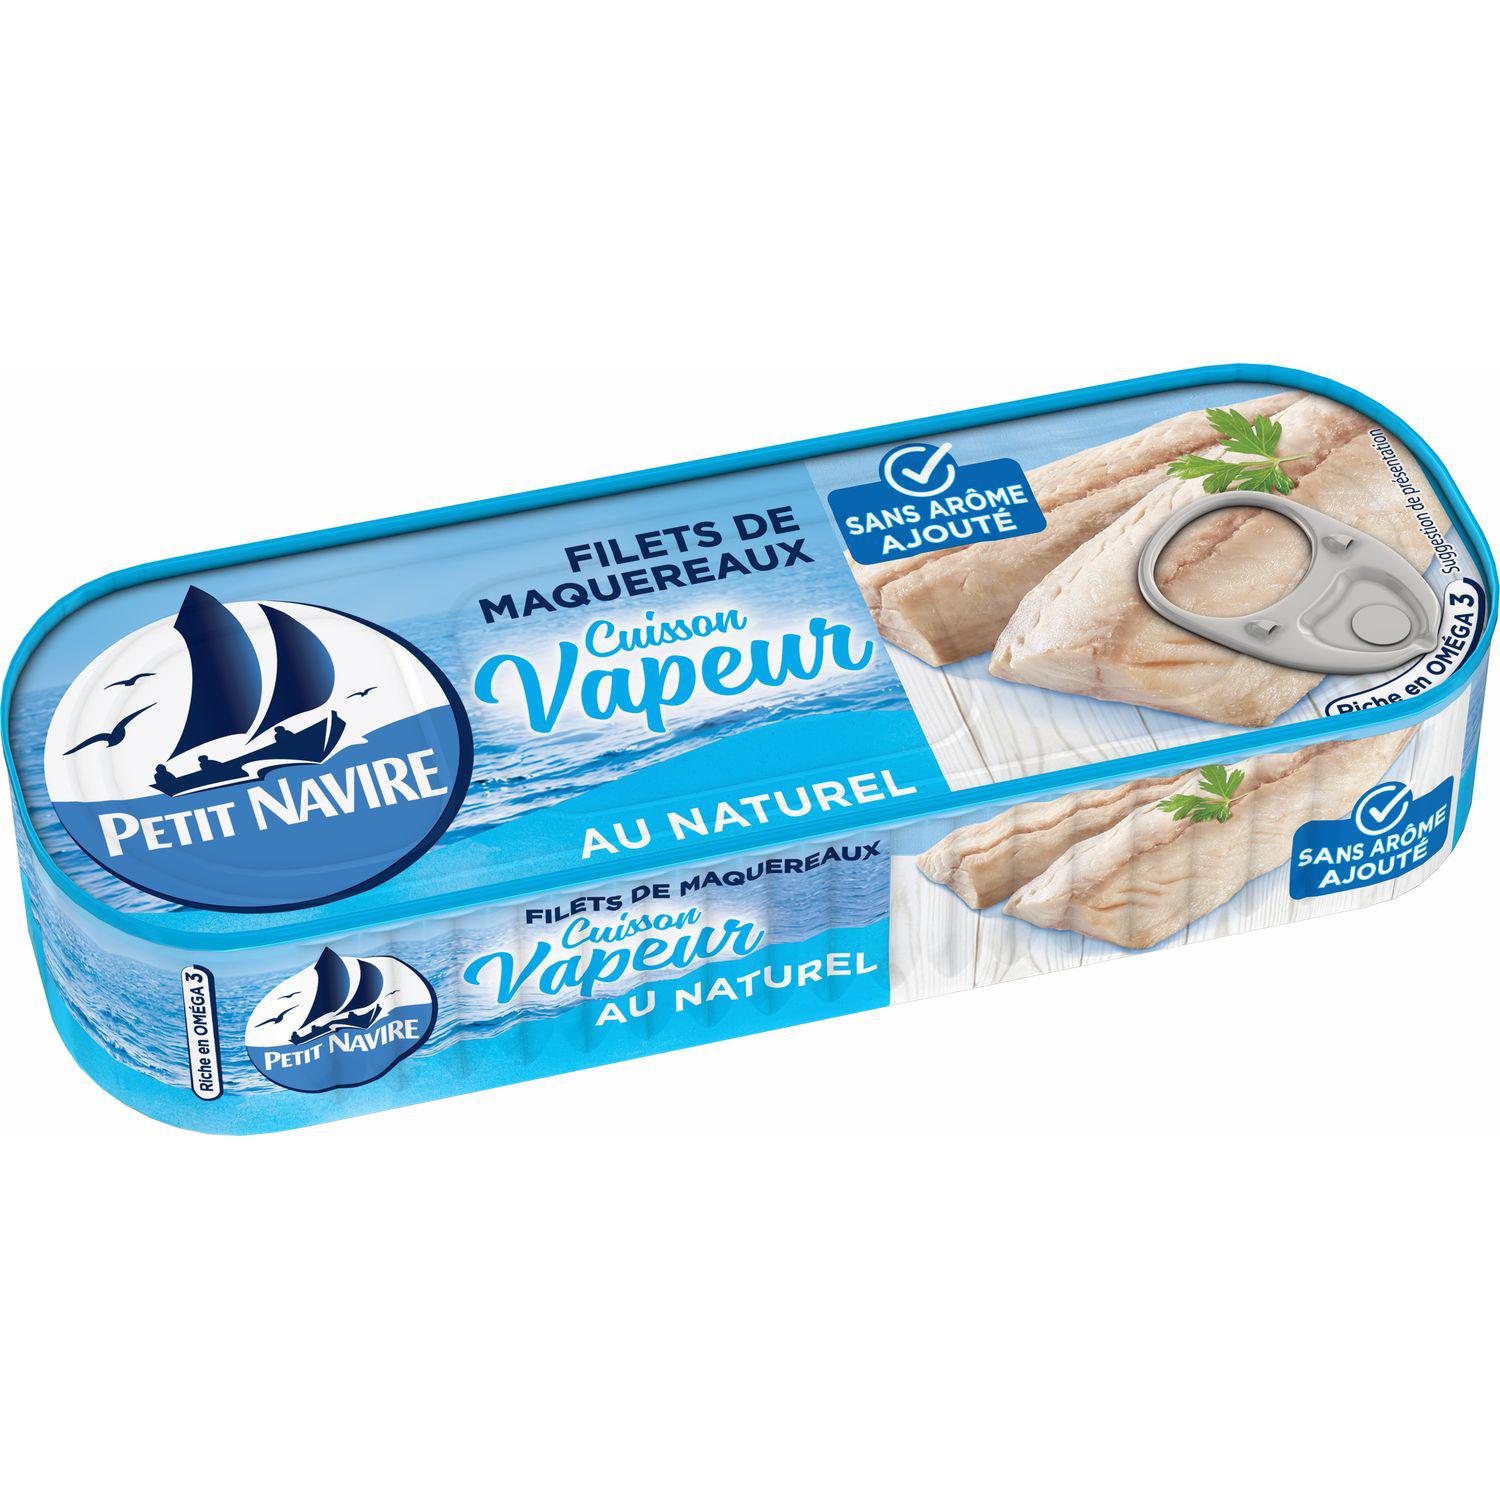 FILETS DE
MAQUEREAUX
Cuisson
Vapeur
AU NATUREL
PETIT NAVIRE
SANS ARÔME
AJOUTÉ
Suggestion de présentation
Riche en OMÉGA 3
FILETS DE MAQUEREAUX
Cuisson
Vapeur
AU NATUREL
Riche en OMÉGA 3
PETIT NAVIRE
SANS ARÔME
AJOUTÉ